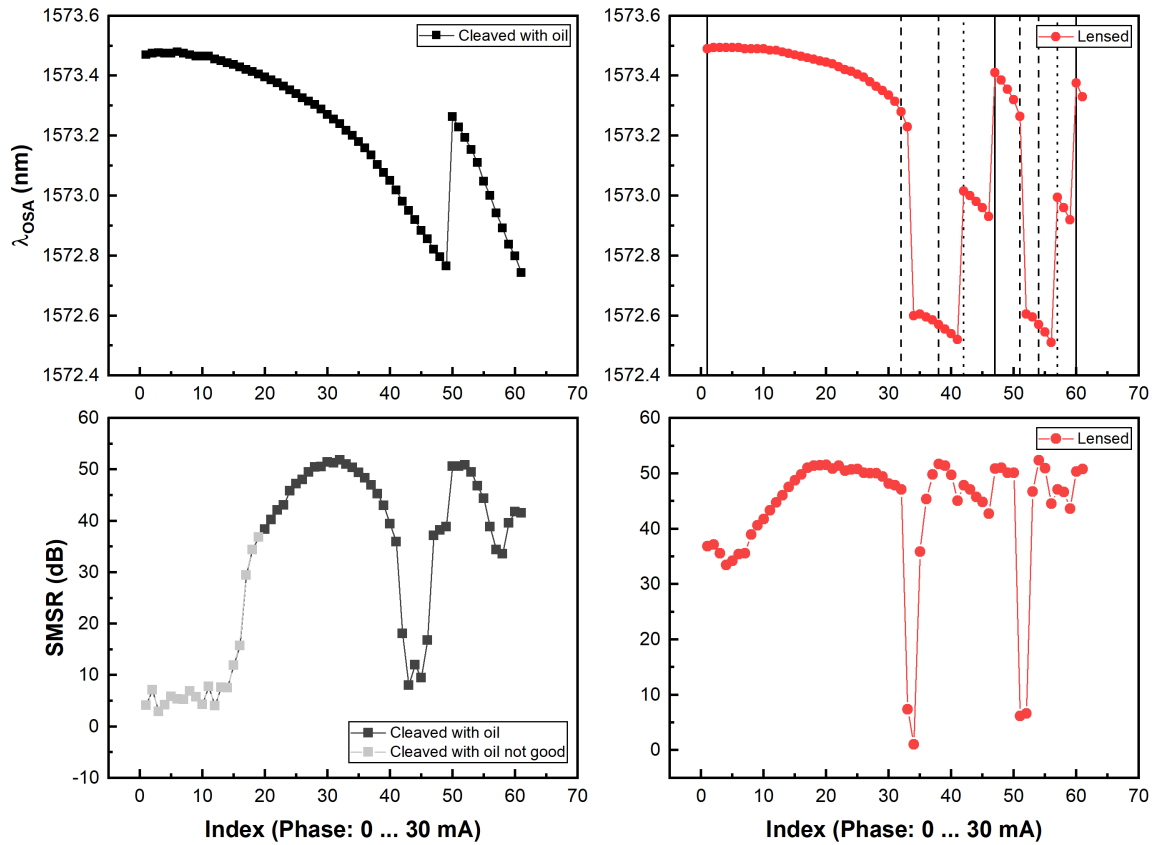 1573.6
1573.4
1573.2
1573.0
1572.8
1572.6
1572.4
λOSA (nm)
0 10 20 30 40 50 60 70
Cleaved with oil
1573.6
1573.4
1573.2
1573.0
1572.8
1572.6
1572.4
0 10 20 30 40 50 60 70
Lensed
60
50
40
30
20
10
0
-10
SMSR (dB)
Cleaved with oil
Cleaved with oil not good
0 10 20 30 40 50 60 70
Index (Phase: 0 ... 30 mA)
60
50
40
30
20
10
0
Lensed
0 10 20 30 40 50 60 70
Index (Phase: 0 ... 30 mA)